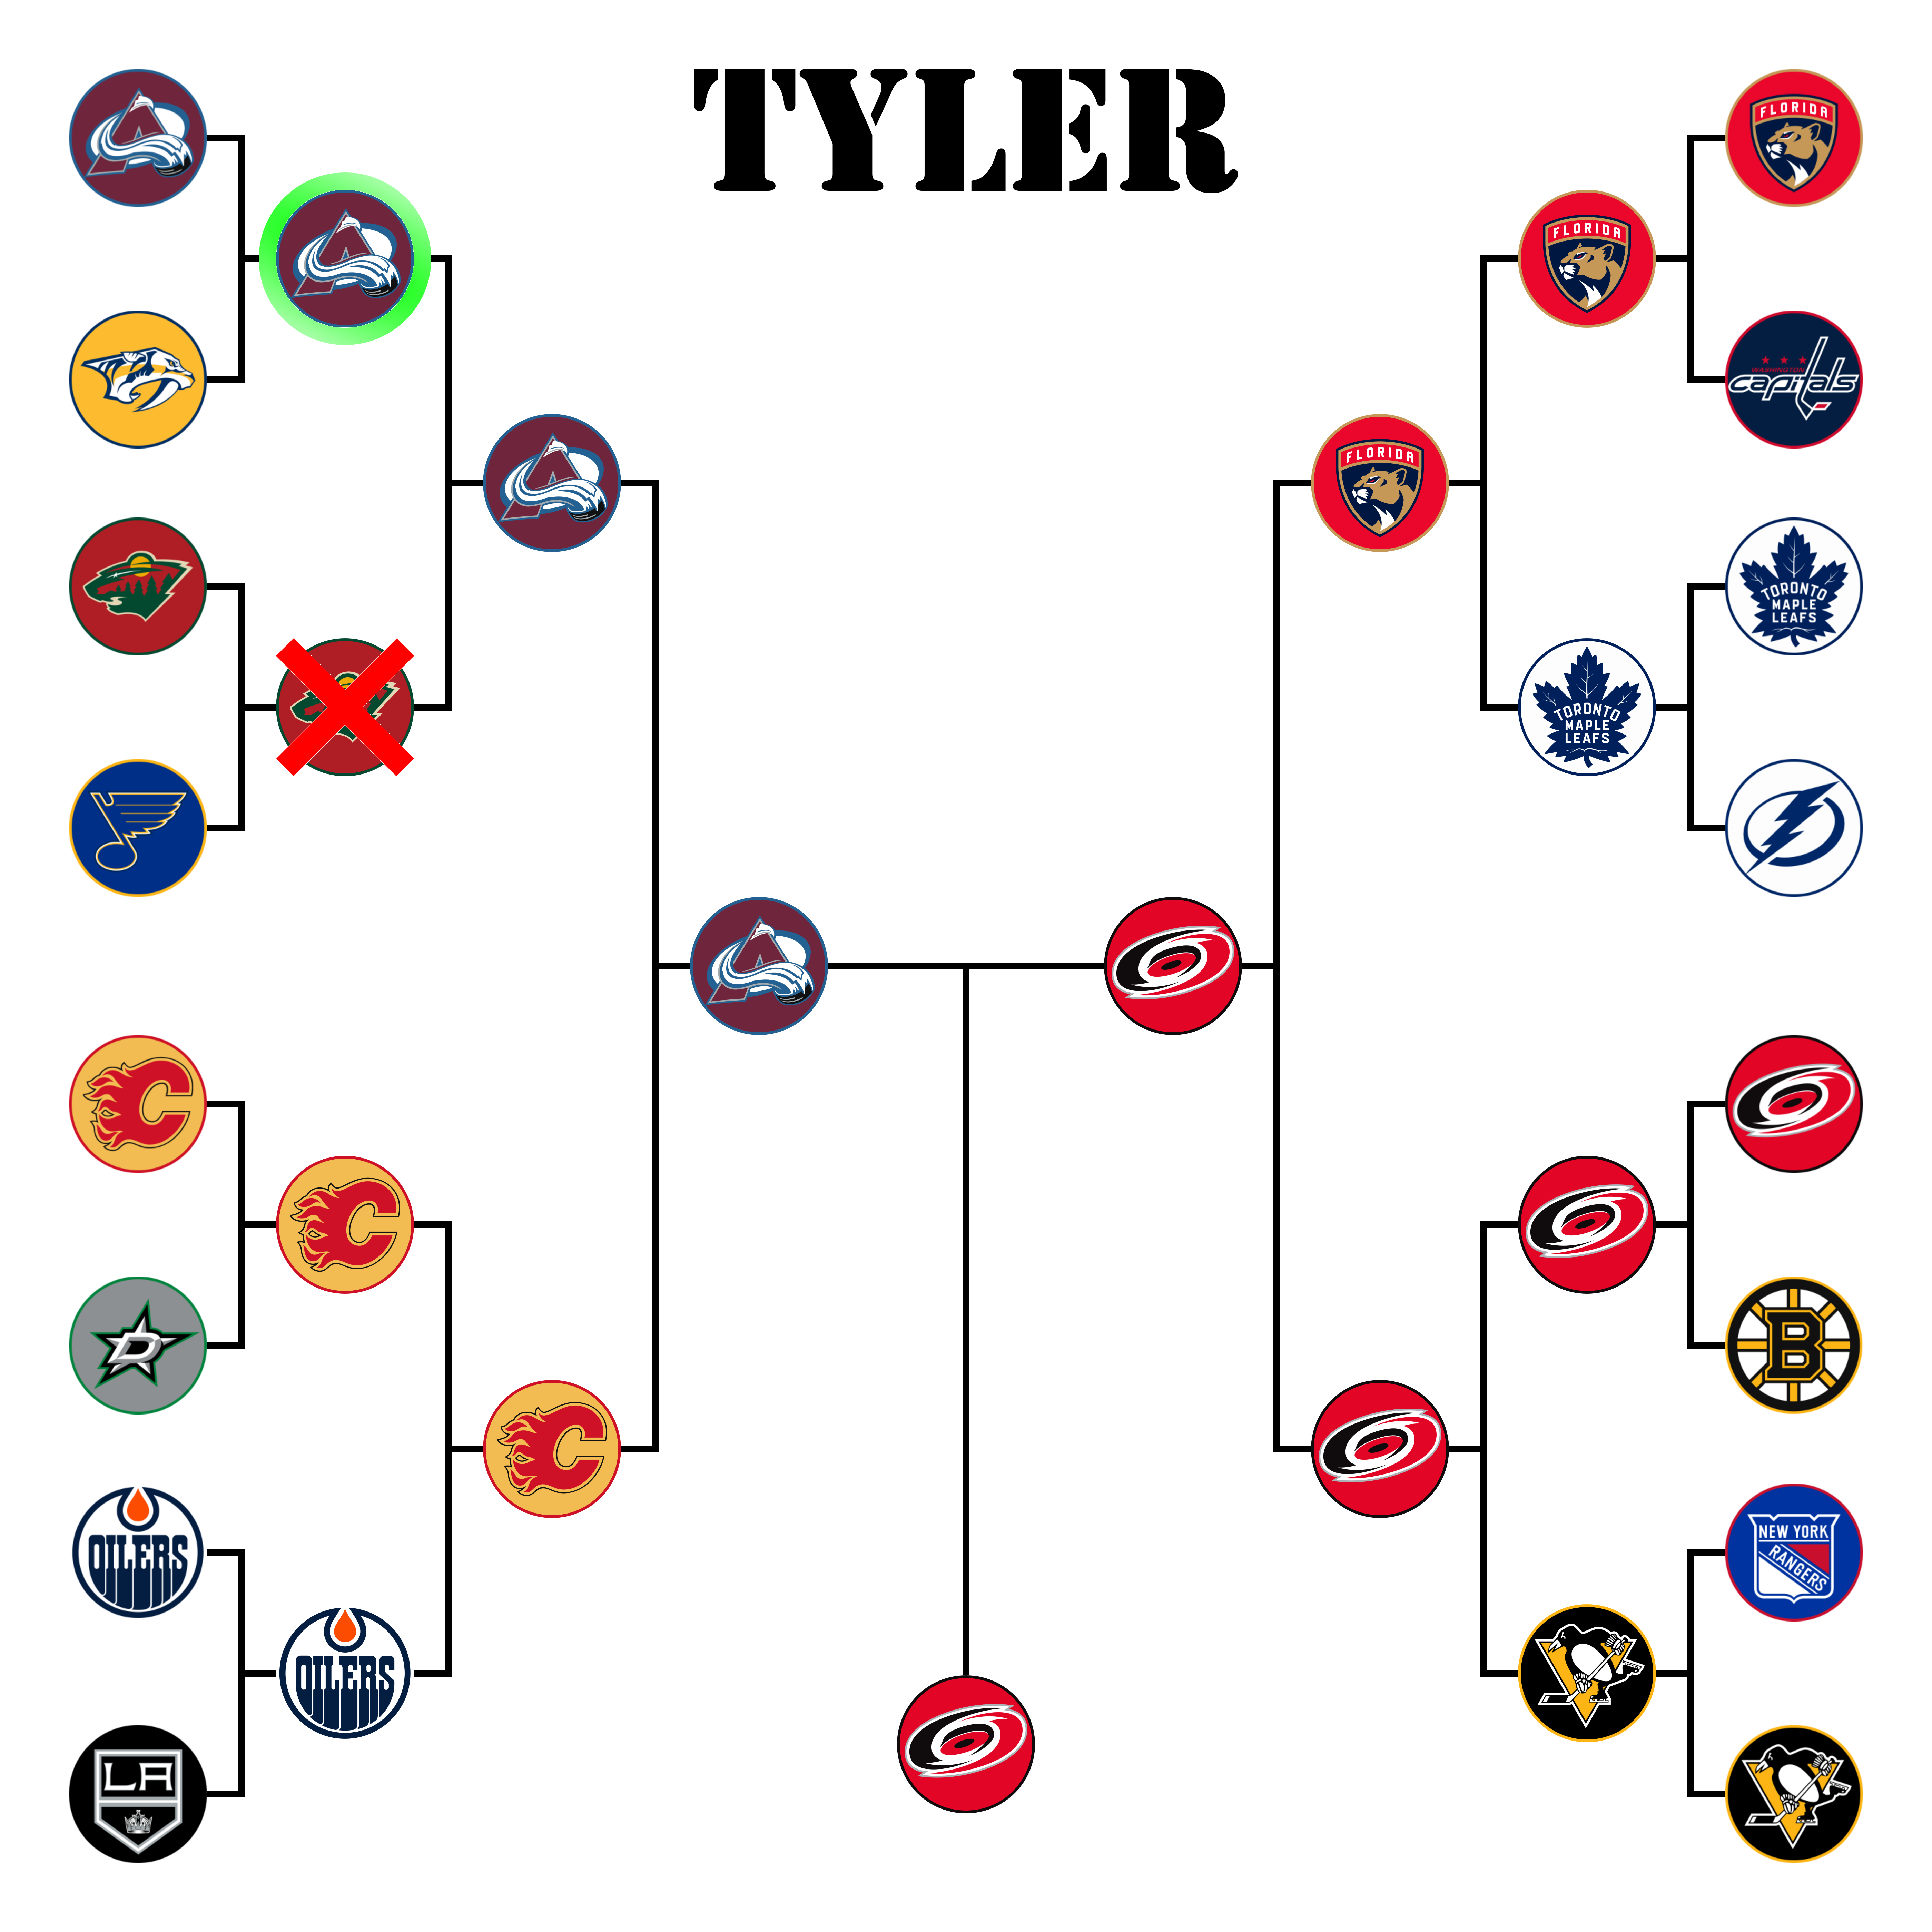 TYLER
FLORIDA
FLORIDA
WASHINGTON
capitals
FLORIDA
TORONTO
MAPLE
LEAFS
TORONTO
MAPLE
LEAFS
C
C
C
D
B
OILERS
OILERS
NEW YORK
RANGERS
LA